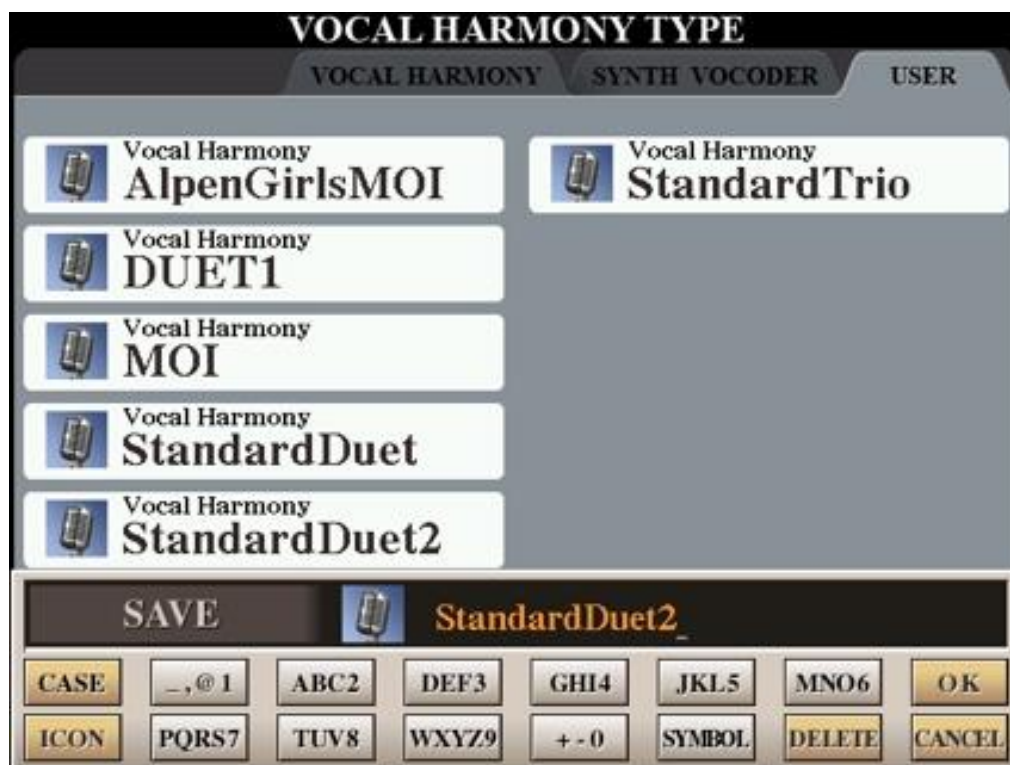 VOCAL HARMONY TYPE
VOCAL HARMONY SYNTH VOCODER USER
Vocal Harmony
AlpenGirlsMOI
Vocal Harmony
StandardTrio
Vocal Harmony
DUET1
Vocal Harmony
MOI
Vocal Harmony
StandardDuet
Vocal Harmony
StandardDuet2
SAVE StandardDuet2_
CASE _,@1 ABC2 DEF3 GHI4 JKL5 MNO6 OK
ICON PQRS7 TUV8 WXYZ9 +-0 SYMBOL DELETE CANCEL